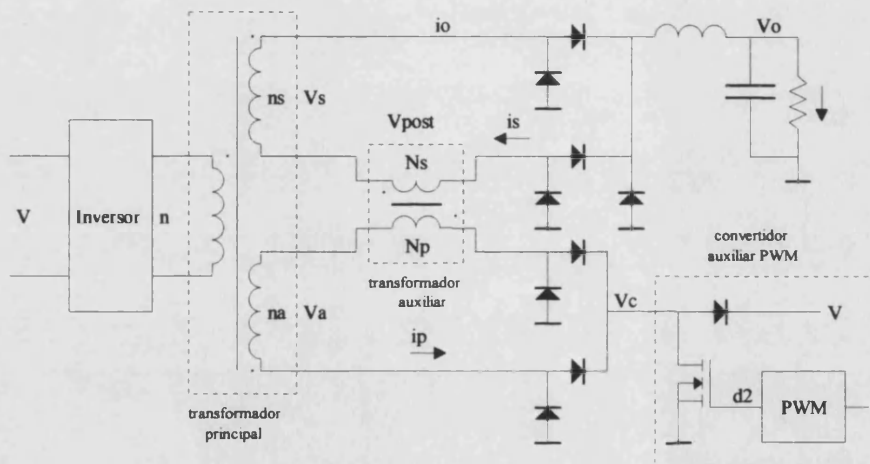 io
Vo
ns
Vs
Vpost
is
Ns
V
Inversor
n
Np
transformador
auxiliar
convertidor
auxiliar PWM
na
Va
Vc
V
ip
d2
PWM
transformador
principal